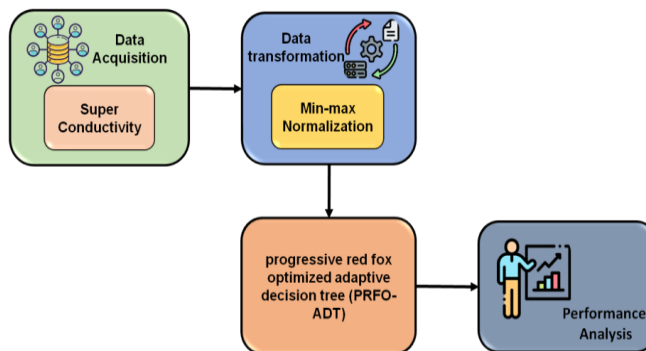 Data
Acquisition
Super
Conductivity
Data
transformation
Min-max
Normalization
progressive red fox
optimized adaptive
decision tree (PRFO-
ADT)
Performance
Analysis